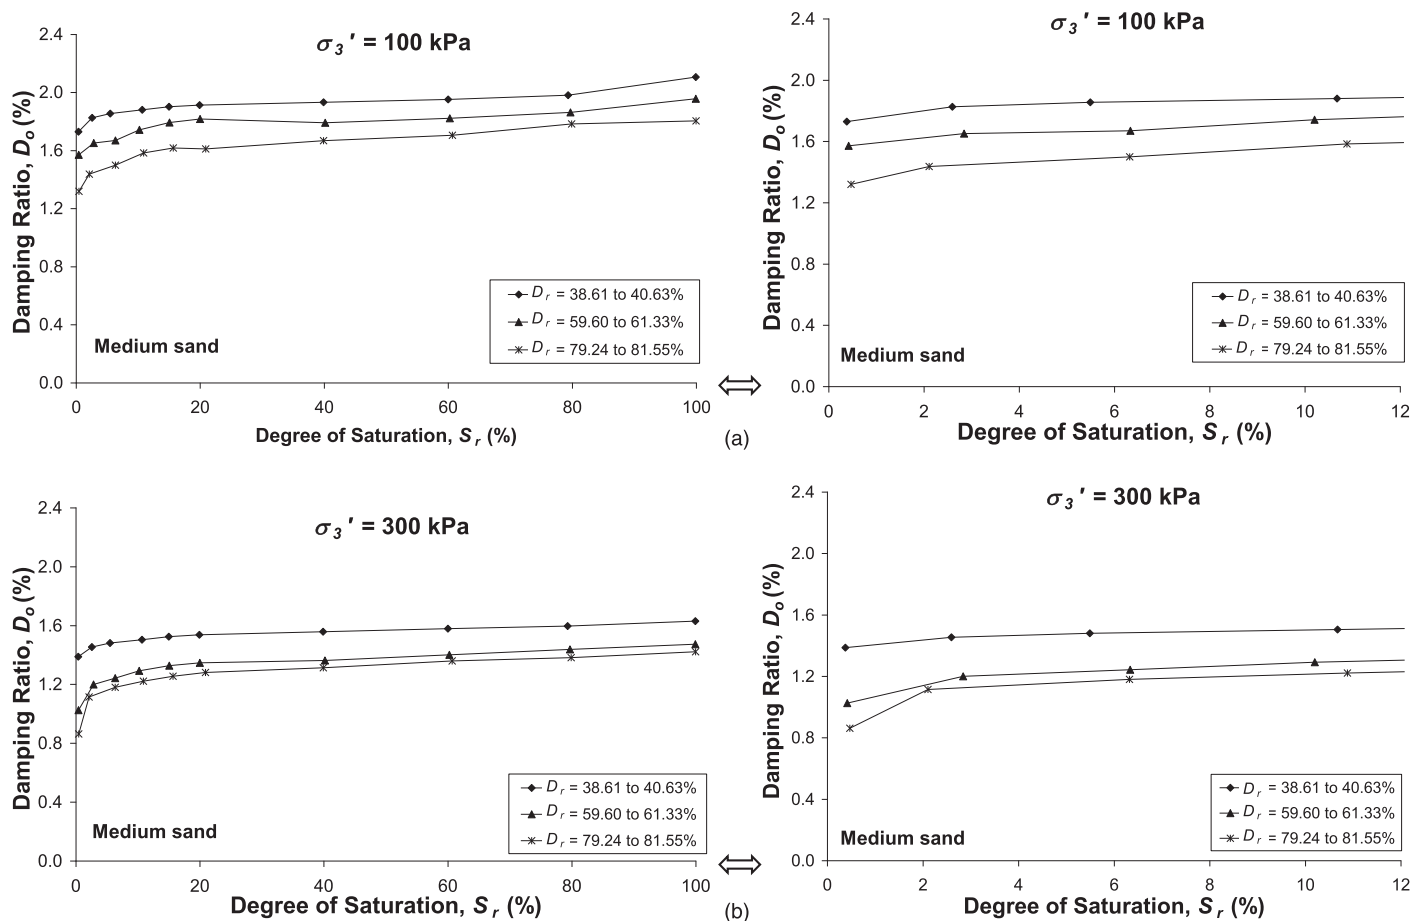 σ3′ = 100 kPa
2.4
2.0
1.6
1.2
0.8
0.4
0.0
Damping Ratio, Do (%)
Dr = 38.61 to 40.63%
Dr = 59.60 to 61.33%
Dr = 79.24 to 81.55%
Medium sand
0 20 40 60 80 100
Degree of Saturation, Sr (%)
σ3′ = 100 kPa
2.4
2.0
1.6
1.2
0.8
0.4
0.0
Damping Ratio, Do (%)
Dr = 38.61 to 40.63%
Dr = 59.60 to 61.33%
Dr = 79.24 to 81.55%
Medium sand
0 2 4 6 8 10 12
Degree of Saturation, Sr (%)
(a)
σ3′ = 300 kPa
2.4
2.0
1.6
1.2
0.8
0.4
0.0
Damping Ratio, Do (%)
Dr = 38.61 to 40.63%
Dr = 59.60 to 61.33%
Dr = 79.24 to 81.55%
Medium sand
0 20 40 60 80 100
Degree of Saturation, Sr (%)
σ3′ = 300 kPa
2.4
2.0
1.6
1.2
0.8
0.4
0.0
Damping Ratio, Do (%)
Dr = 38.61 to 40.63%
Dr = 59.60 to 61.33%
Dr = 79.24 to 81.55%
Medium sand
0 2 4 6 8 10 12
Degree of Saturation, Sr (%)
(b)